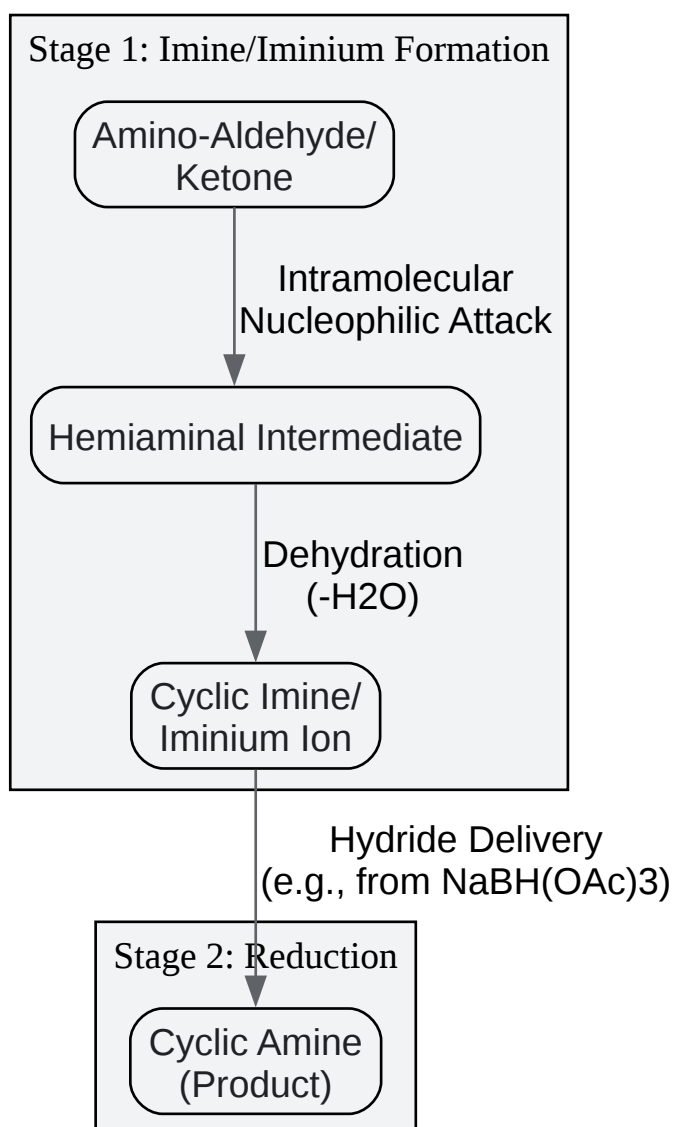 Stage 1: Imine/Iminium Formation
Amino-Aldehyde/
Ketone
Intramolecular
Nucleophilic Attack
Hemiaminal Intermediate
Dehydration
(-H2O)
Cyclic Imine/
Iminium Ion
Hydride Delivery
(e.g., from NaBH(OAc)3)
Stage 2: Reduction
Cyclic Amine
(Product)